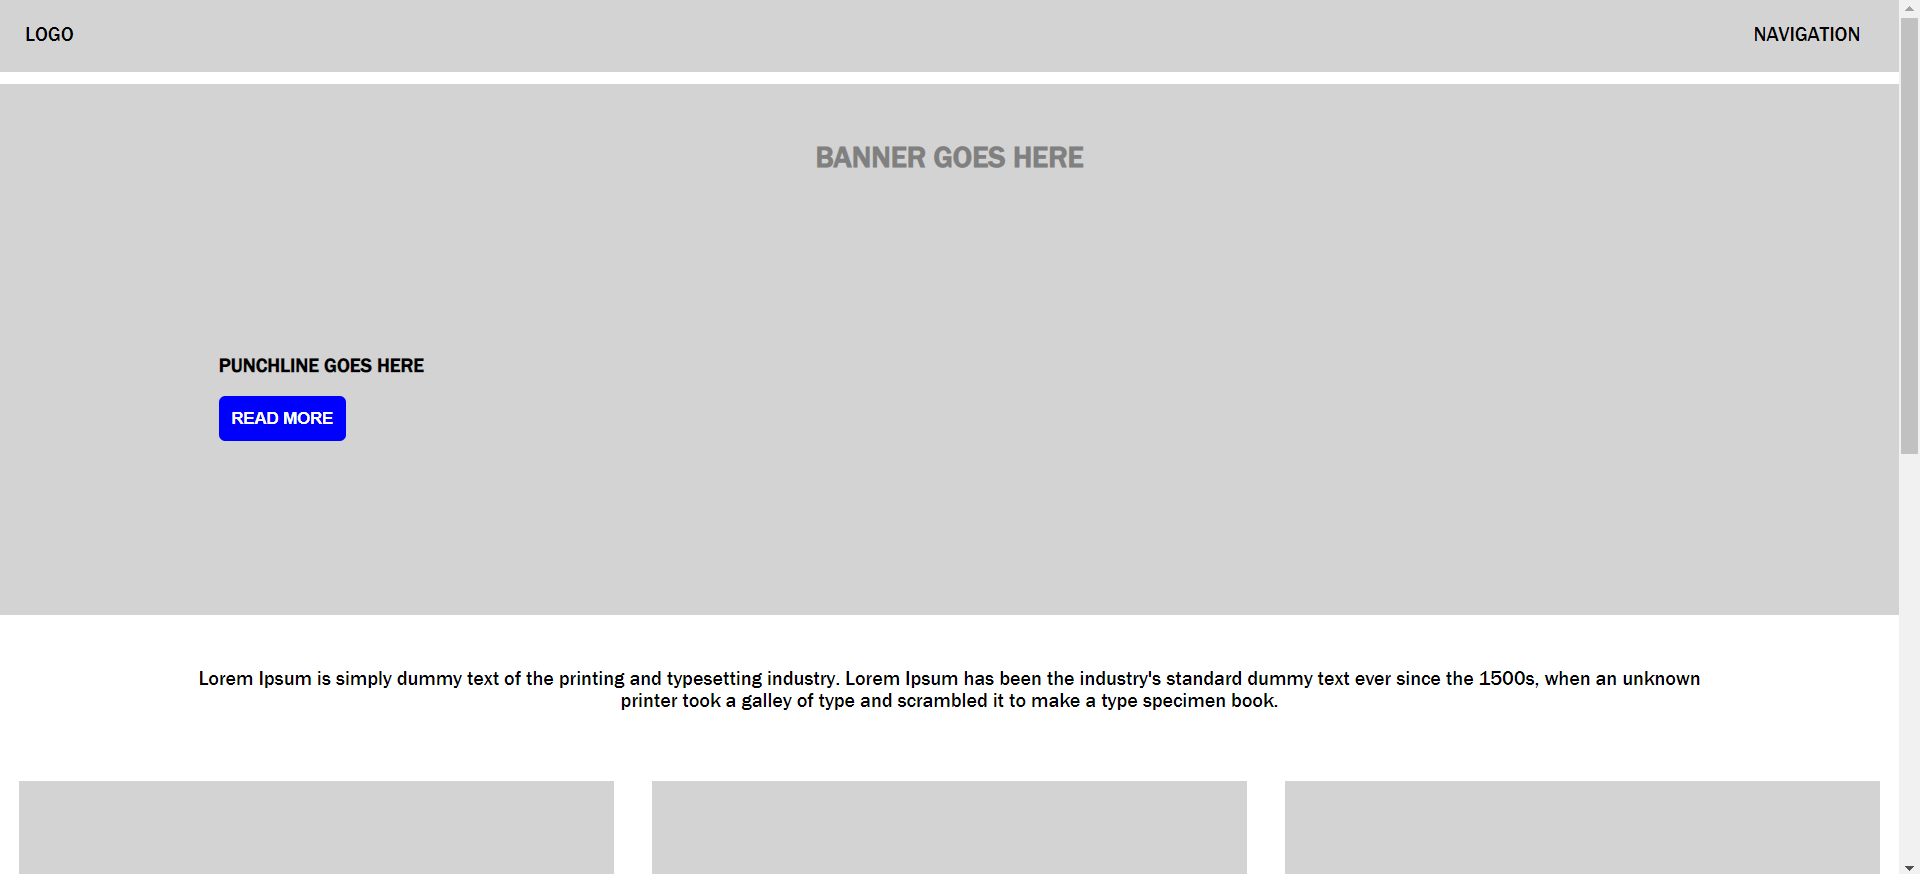 LOGO
NAVIGATION
BANNER GOES HERE
PUNCHLINE GOES HERE
READ MORE
Lorem Ipsum is simply dummy text of the printing and typesetting industry. Lorem Ipsum has been the industry's standard dummy text ever since the 1500s, when an unknown
printer took a galley of type and scrambled it to make a type specimen book.